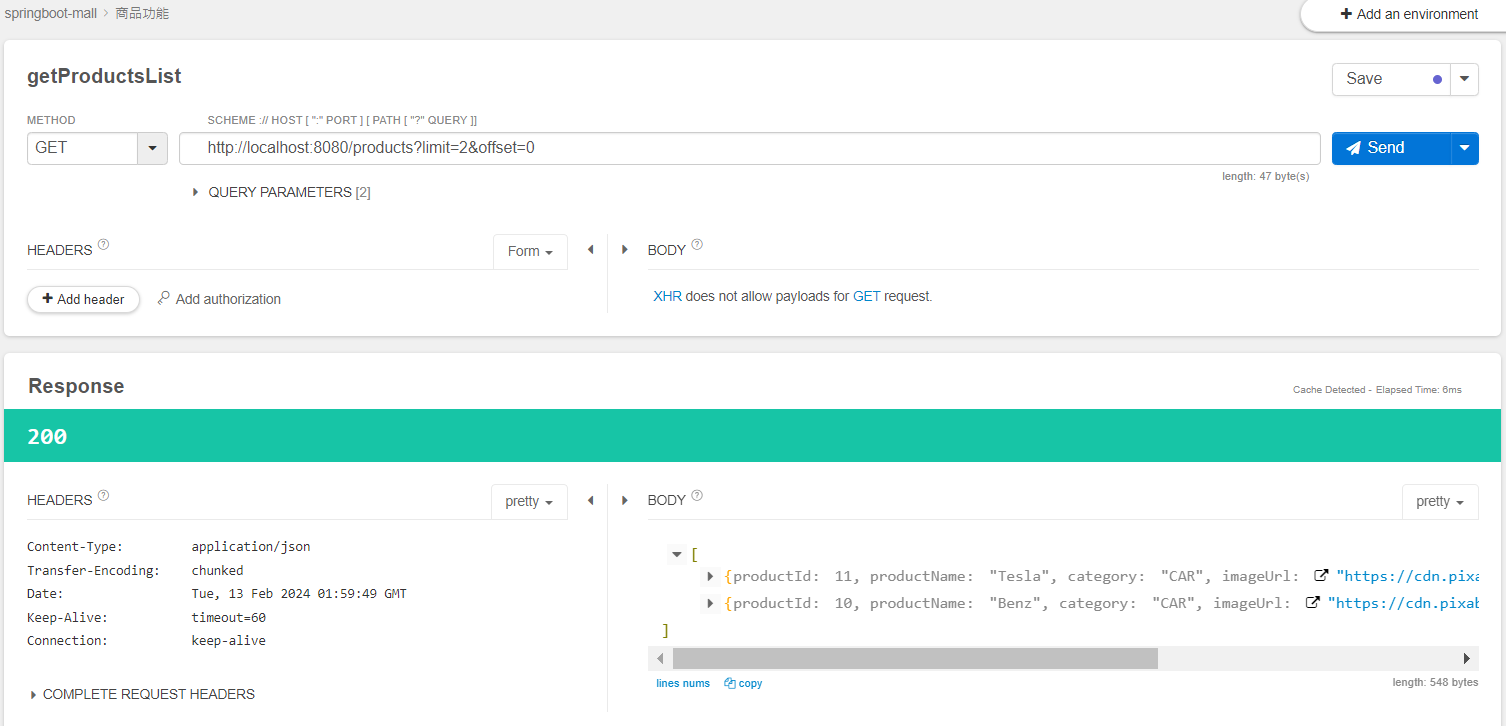 springboot-mall › 商品功能
+ Add an environment
getProductsList
Save
METHOD
SCHEME :// HOST [ ":" PORT ] [ PATH [ "?" QUERY ]]
GET
http://localhost:8080/products?limit=2&offset=0
Send
length: 47 byte(s)
QUERY PARAMETERS [2]
HEADERS ?
Form
BODY ?
+ Add header
Add authorization
XHR does not allow payloads for GET request.
Response
Cache Detected - Elapsed Time: 6ms
200
HEADERS ?
pretty
BODY ?
pretty
Content-Type: application/json
Transfer-Encoding: chunked
Date: Tue, 13 Feb 2024 01:59:49 GMT
Keep-Alive: timeout=60
Connection: keep-alive
[
{productId: 11, productName: "Tesla", category: "CAR", imageUrl: "https://cdn.pixa
{productId: 10, productName: "Benz", category: "CAR", imageUrl: "https://cdn.pixab
]
lines nums
copy
length: 548 bytes
COMPLETE REQUEST HEADERS